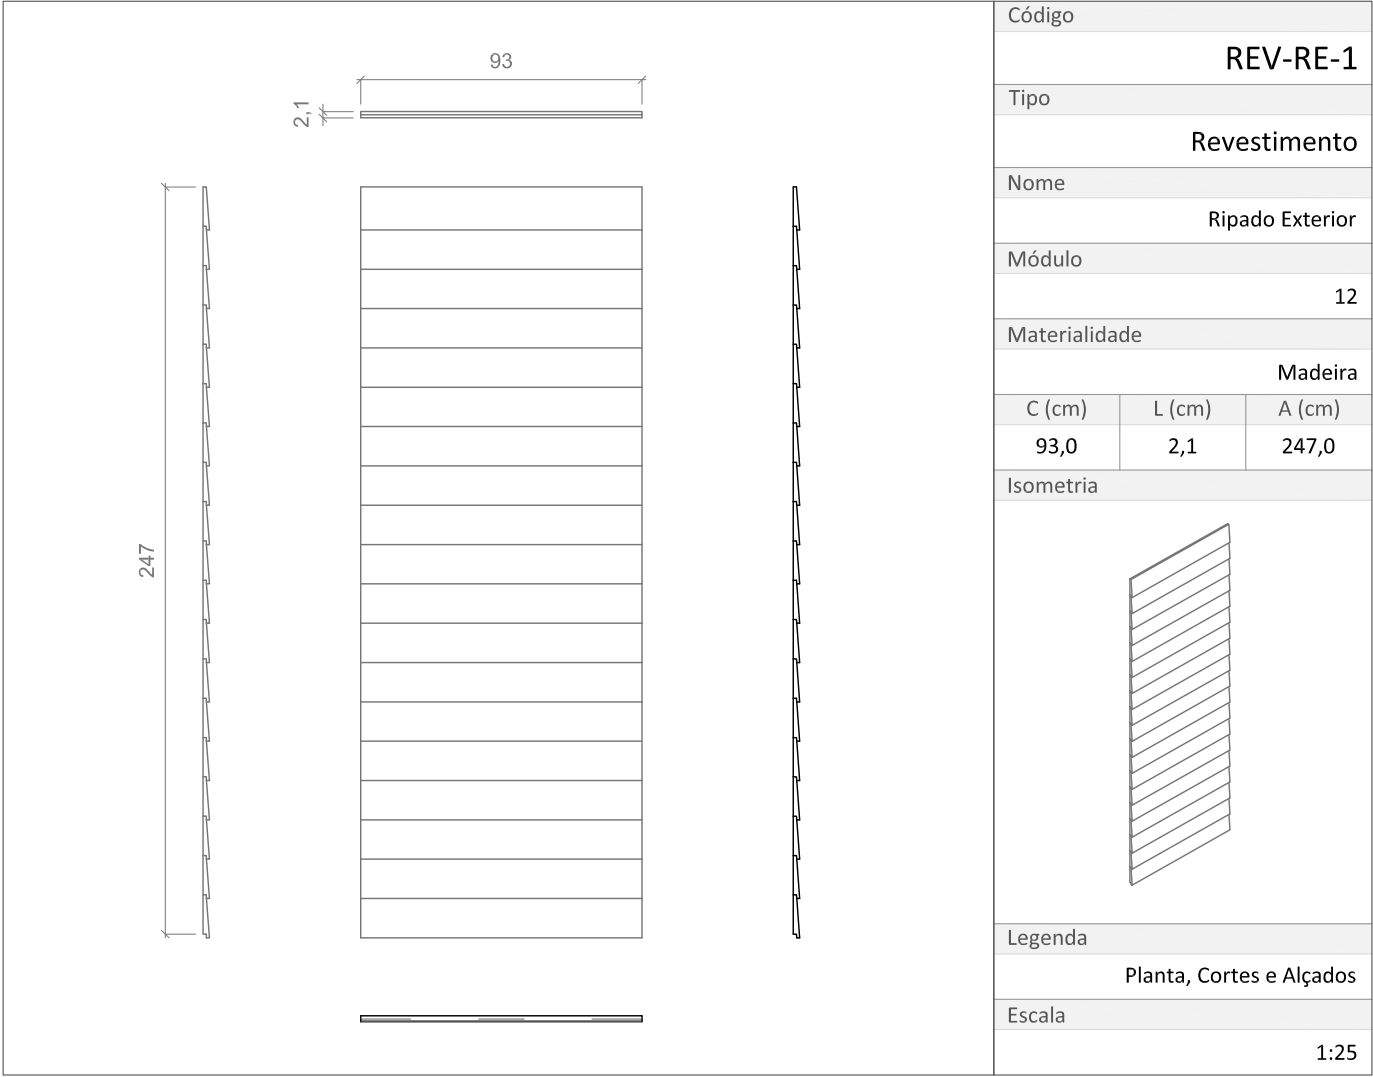 93
2,1
247
Código
REV-RE-1
Tipo
Revestimento
Nome
Ripado Exterior
Módulo
12
Materialidade
Madeira
C (cm) L (cm) A (cm)
93,0 2,1 247,0
Isometria
Legenda
Planta, Cortes e Alçados
Escala
1:25